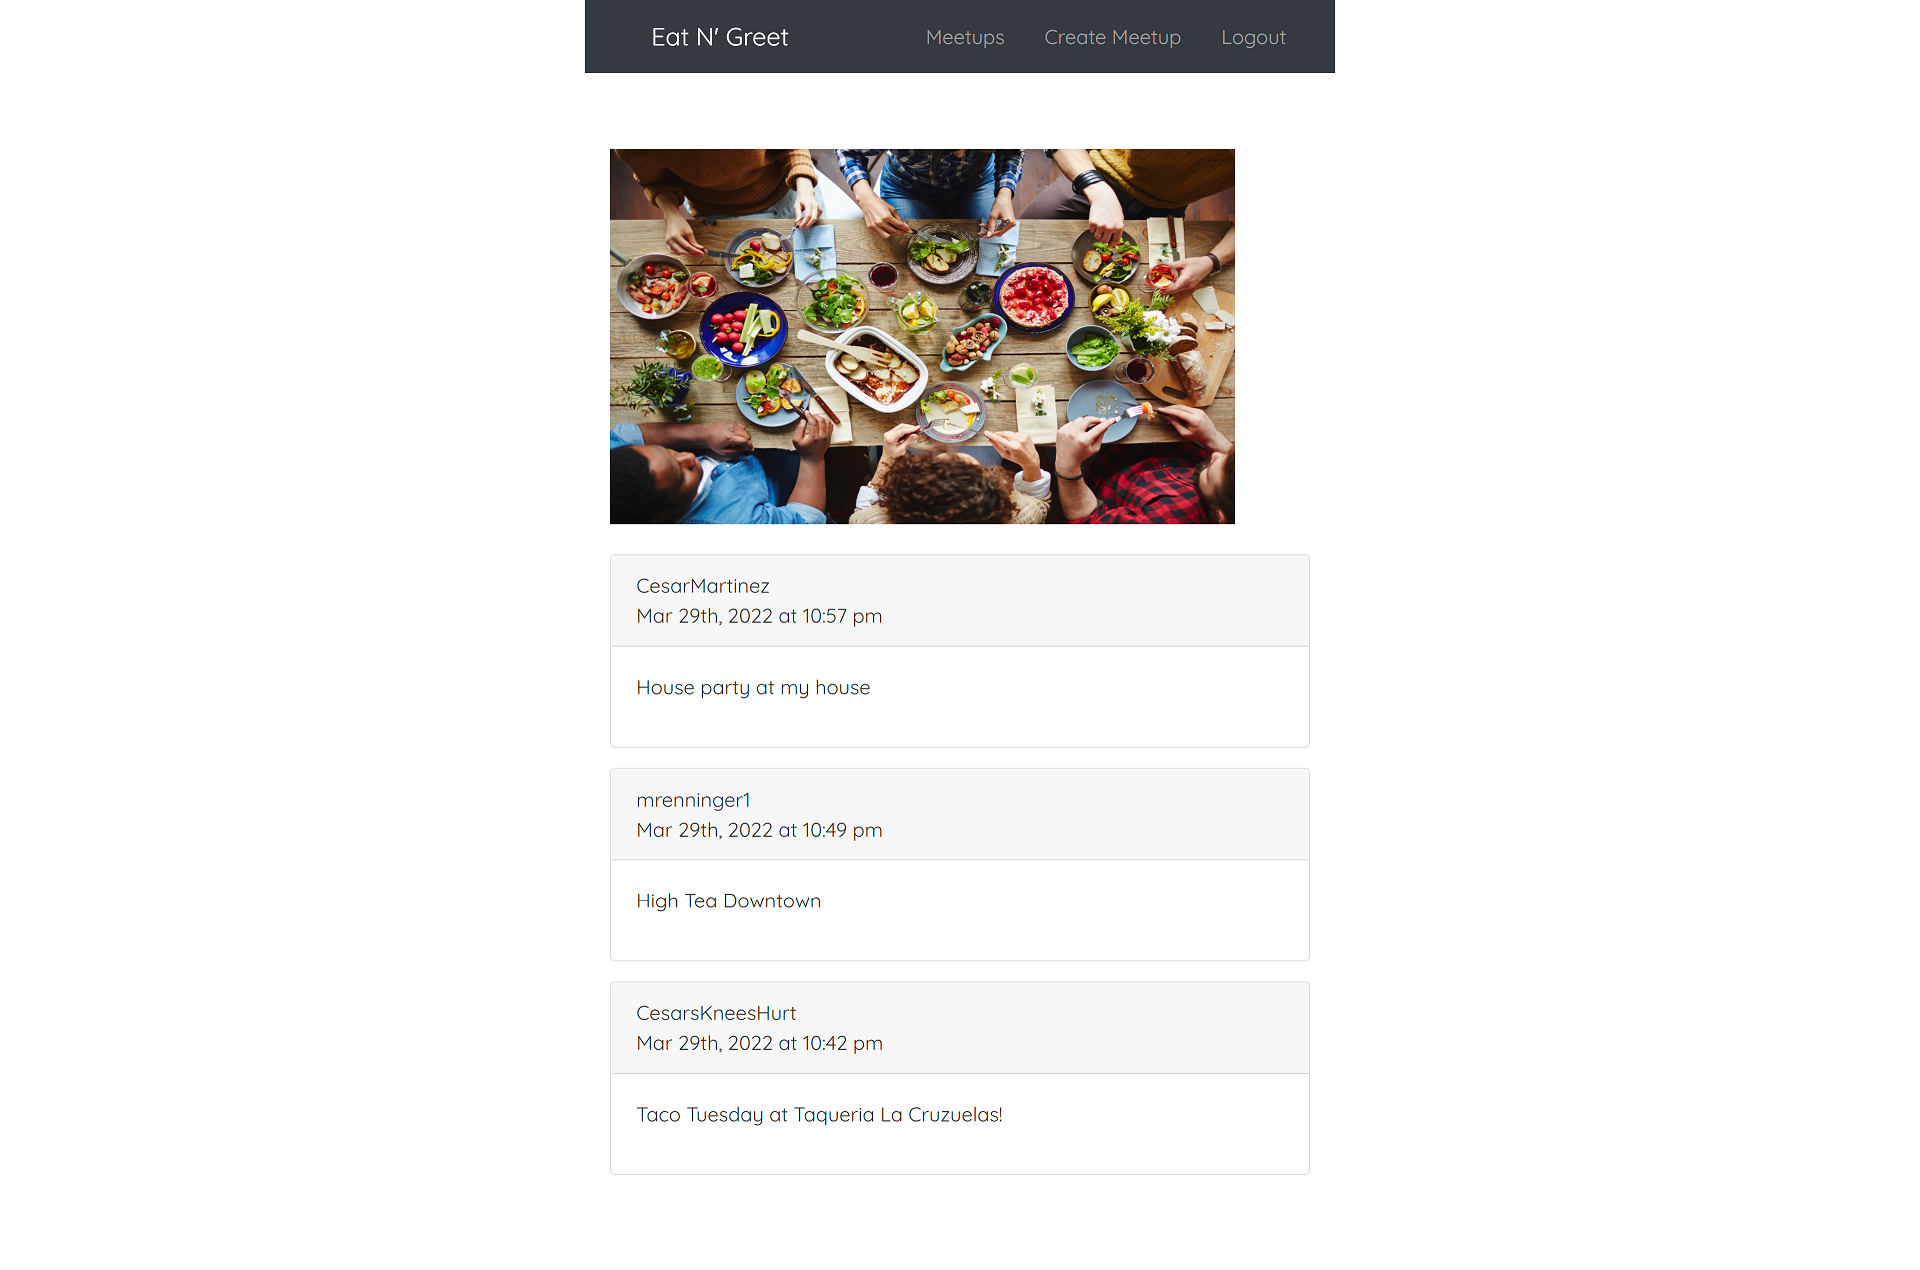 Eat N' Greet
Meetups
Create Meetup
Logout
CesarMartinez
Mar 29th, 2022 at 10:57 pm
House party at my house
mrenninger1
Mar 29th, 2022 at 10:49 pm
High Tea Downtown
CesarsKneesHurt
Mar 29th, 2022 at 10:42 pm
Taco Tuesday at Taqueria La Cruzuelas!